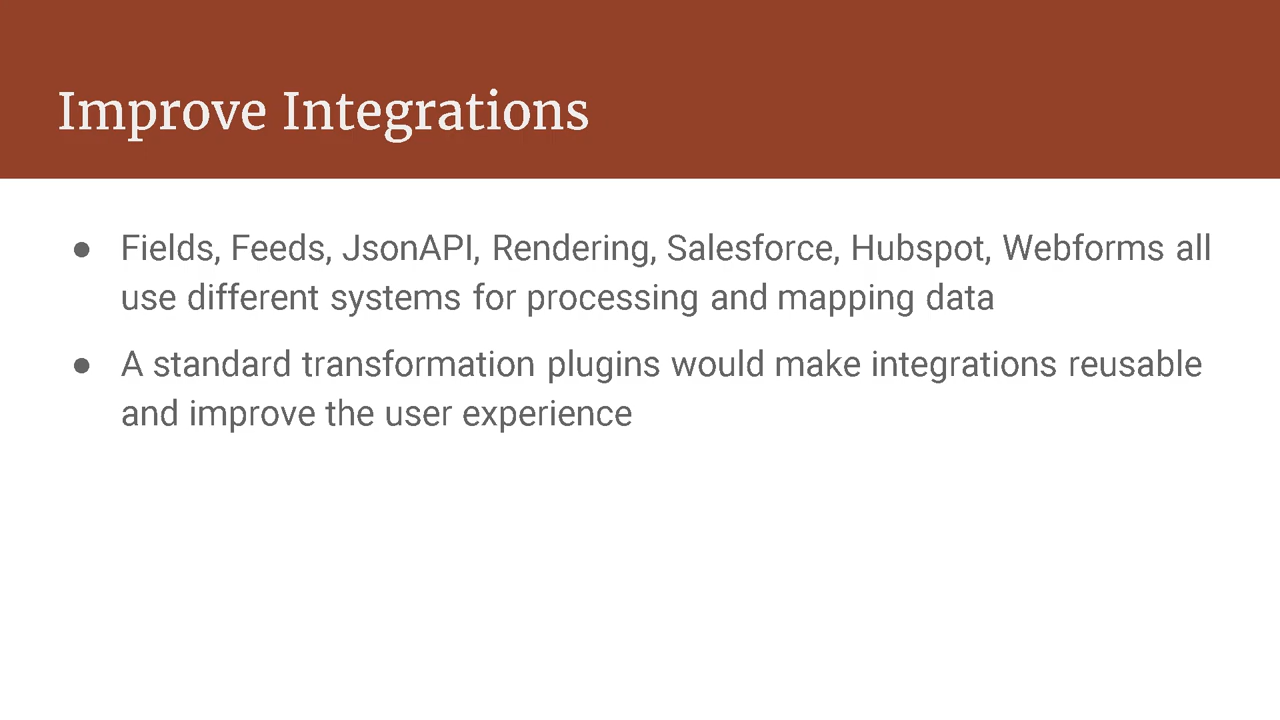 Improve Integrations
● Fields, Feeds, JsonAPI, Rendering, Salesforce, Hubspot, Webforms all
use different systems for processing and mapping data
● A standard transformation plugins would make integrations reusable
and improve the user experience